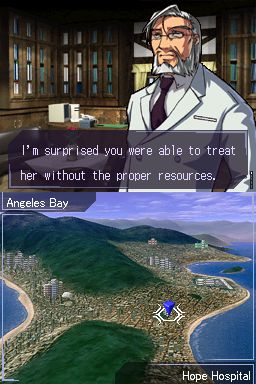 I'm surprised you were able to treat
her without the proper resources.
Angeles Bay
Hope Hospital